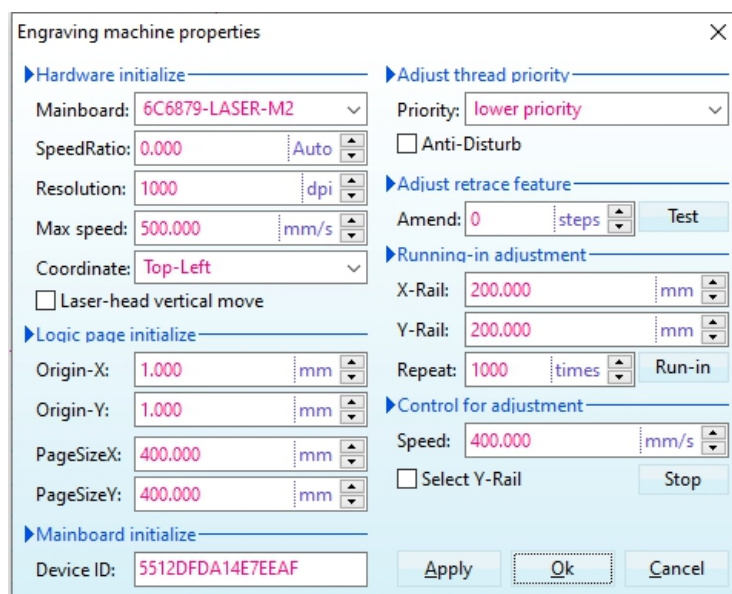 Engraving machine properties
Hardware initialize
Mainboard: 6C6879-LASER-M2
SpeedRatio: 0.000 Auto
Resolution: 1000 dpi
Max speed: 500.000 mm/s
Coordinate: Top-Left
Laser-head vertical move
Logic page initialize
Origin-X: 1.000 mm
Origin-Y: 1.000 mm
PageSizeX: 400.000 mm
PageSizeY: 400.000 mm
Mainboard initialize
Device ID: 5512DFDA14E7EEAF
Adjust thread priority
Priority: lower priority
Anti-Disturb
Adjust retrace feature
Amend: 0 steps Test
Running-in adjustment
X-Rail: 200.000 mm
Y-Rail: 200.000 mm
Repeat: 1000 times Run-in
Control for adjustment
Speed: 400.000 mm/s
Select Y-Rail Stop
Apply Ok Cancel